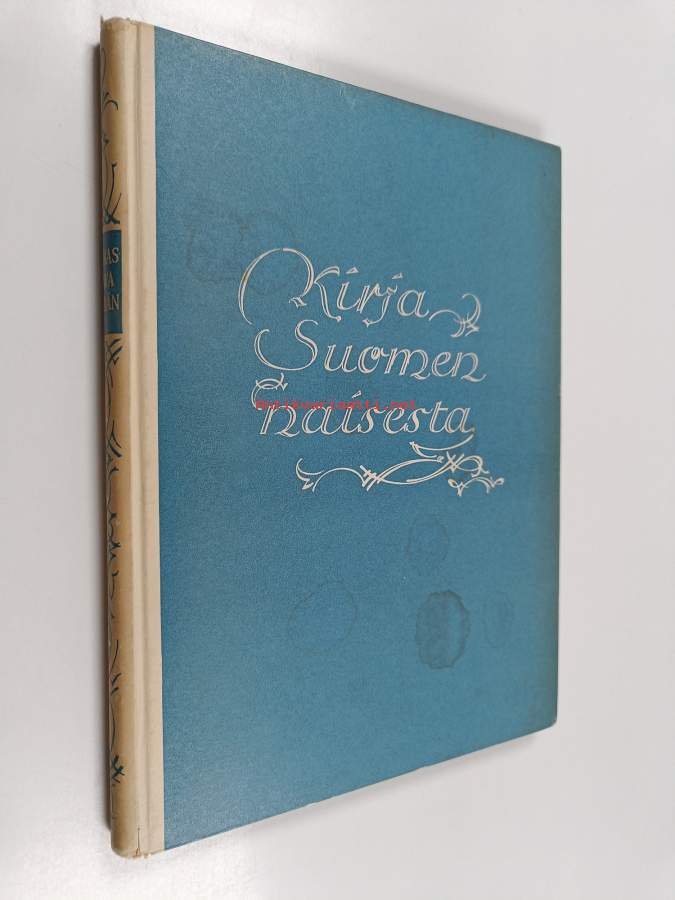 Kirja
Suomen
naisesta
Antikvariaatti.net